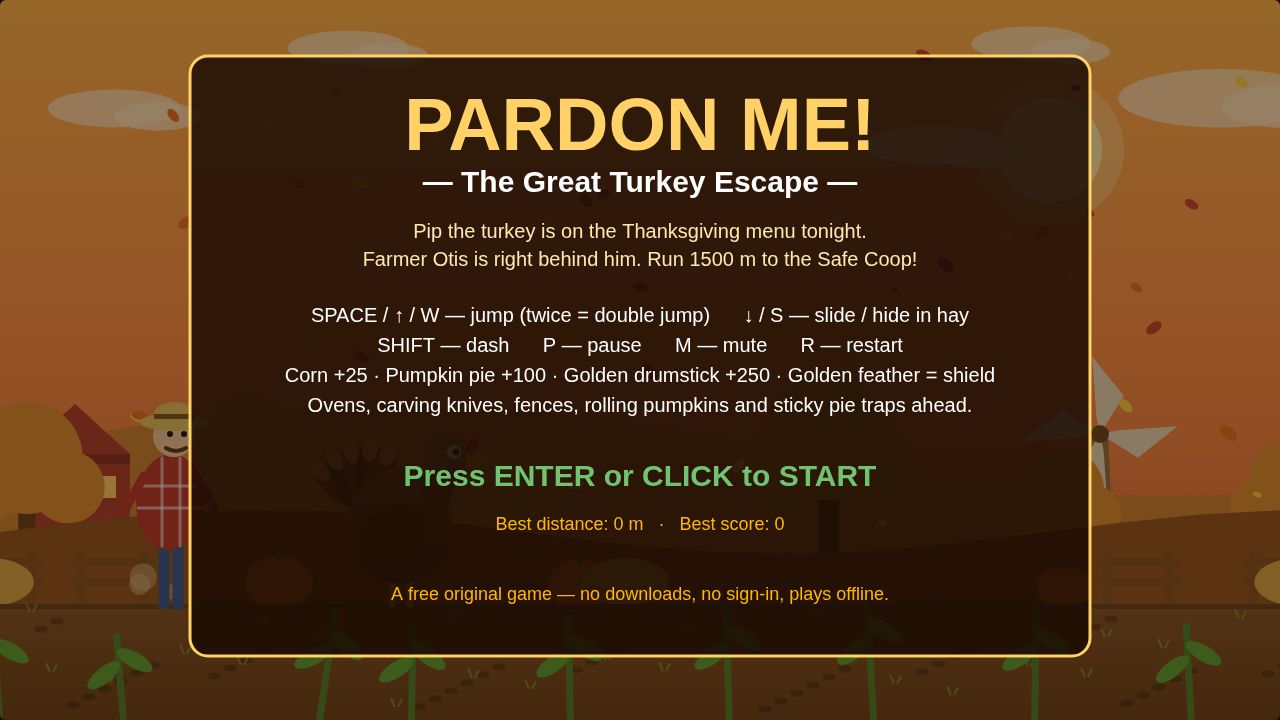 PARDON ME!
— The Great Turkey Escape —
Pip the turkey is on the Thanksgiving menu tonight.
Farmer Otis is right behind him. Run 1500 m to the Safe Coop!
SPACE / ↑ / W — jump (twice = double jump) ↓ / S — slide / hide in hay
SHIFT — dash P — pause M — mute R — restart
Corn +25 · Pumpkin pie +100 · Golden drumstick +250 · Golden feather = shield
Ovens, carving knives, fences, rolling pumpkins and sticky pie traps ahead.
Press ENTER or CLICK to START
Best distance: 0 m · Best score: 0
A free original game — no downloads, no sign-in, plays offline.